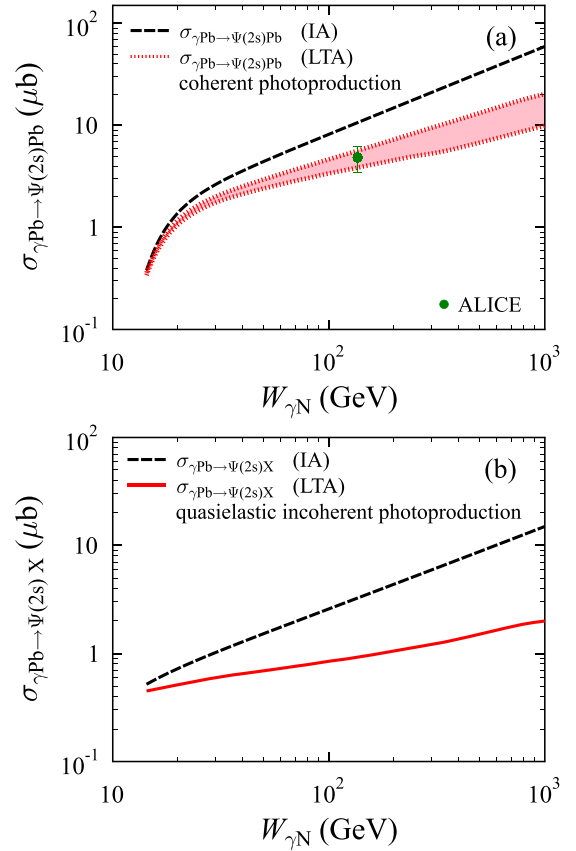 σγPb→Ψ(2s)Pb (IA) (a)
σγPb→Ψ(2s)Pb (LTA)
coherent photoproduction
ALICE
σγPb→Ψ(2s)Pb (μb)
10²
10
1
10⁻¹
10 10² 10³
WγN (GeV)
σγPb→Ψ(2s)X (IA) (b)
σγPb→Ψ(2s)X (LTA)
quasielastic incoherent photoproduction
σγPb→Ψ(2s) X (μb)
10²
10
1
10⁻¹
10 10² 10³
WγN (GeV)